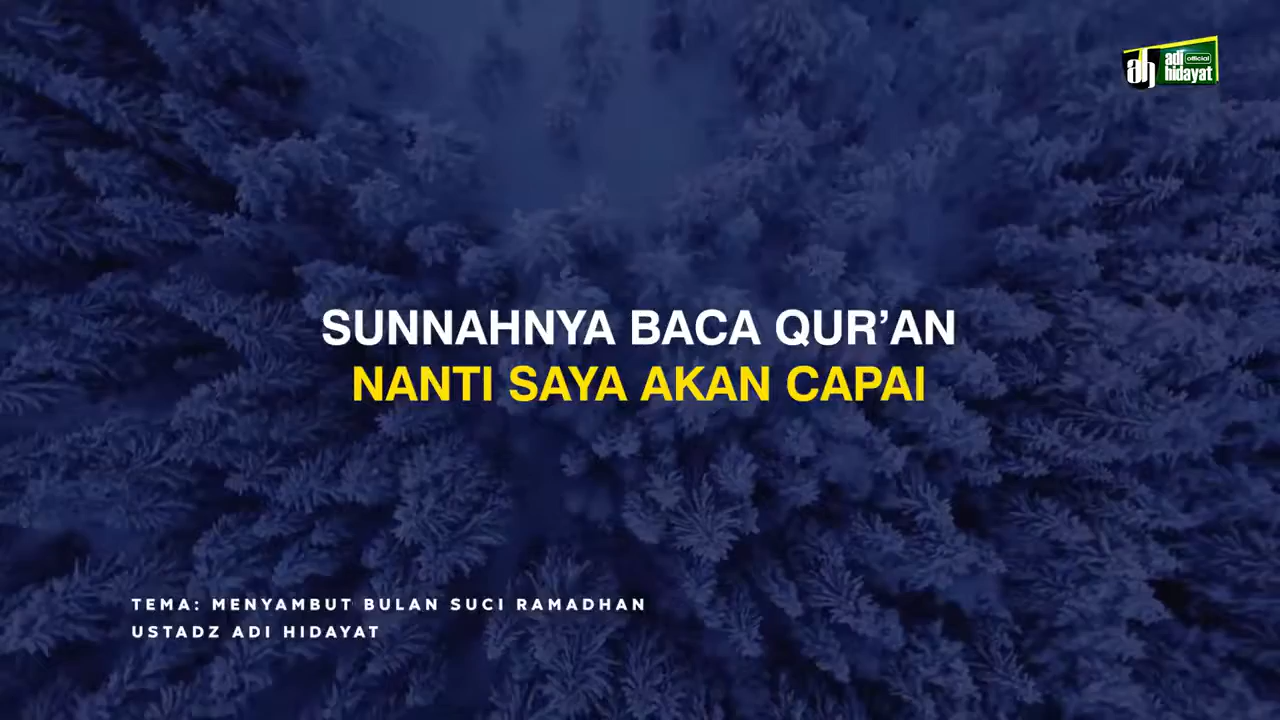 adi official
ah hidayat
SUNNAHNYA BACA QUR’AN
NANTI SAYA AKAN CAPAI
TEMA: MENYAMBUT BULAN SUCI RAMADHAN
USTADZ ADI HIDAYAT